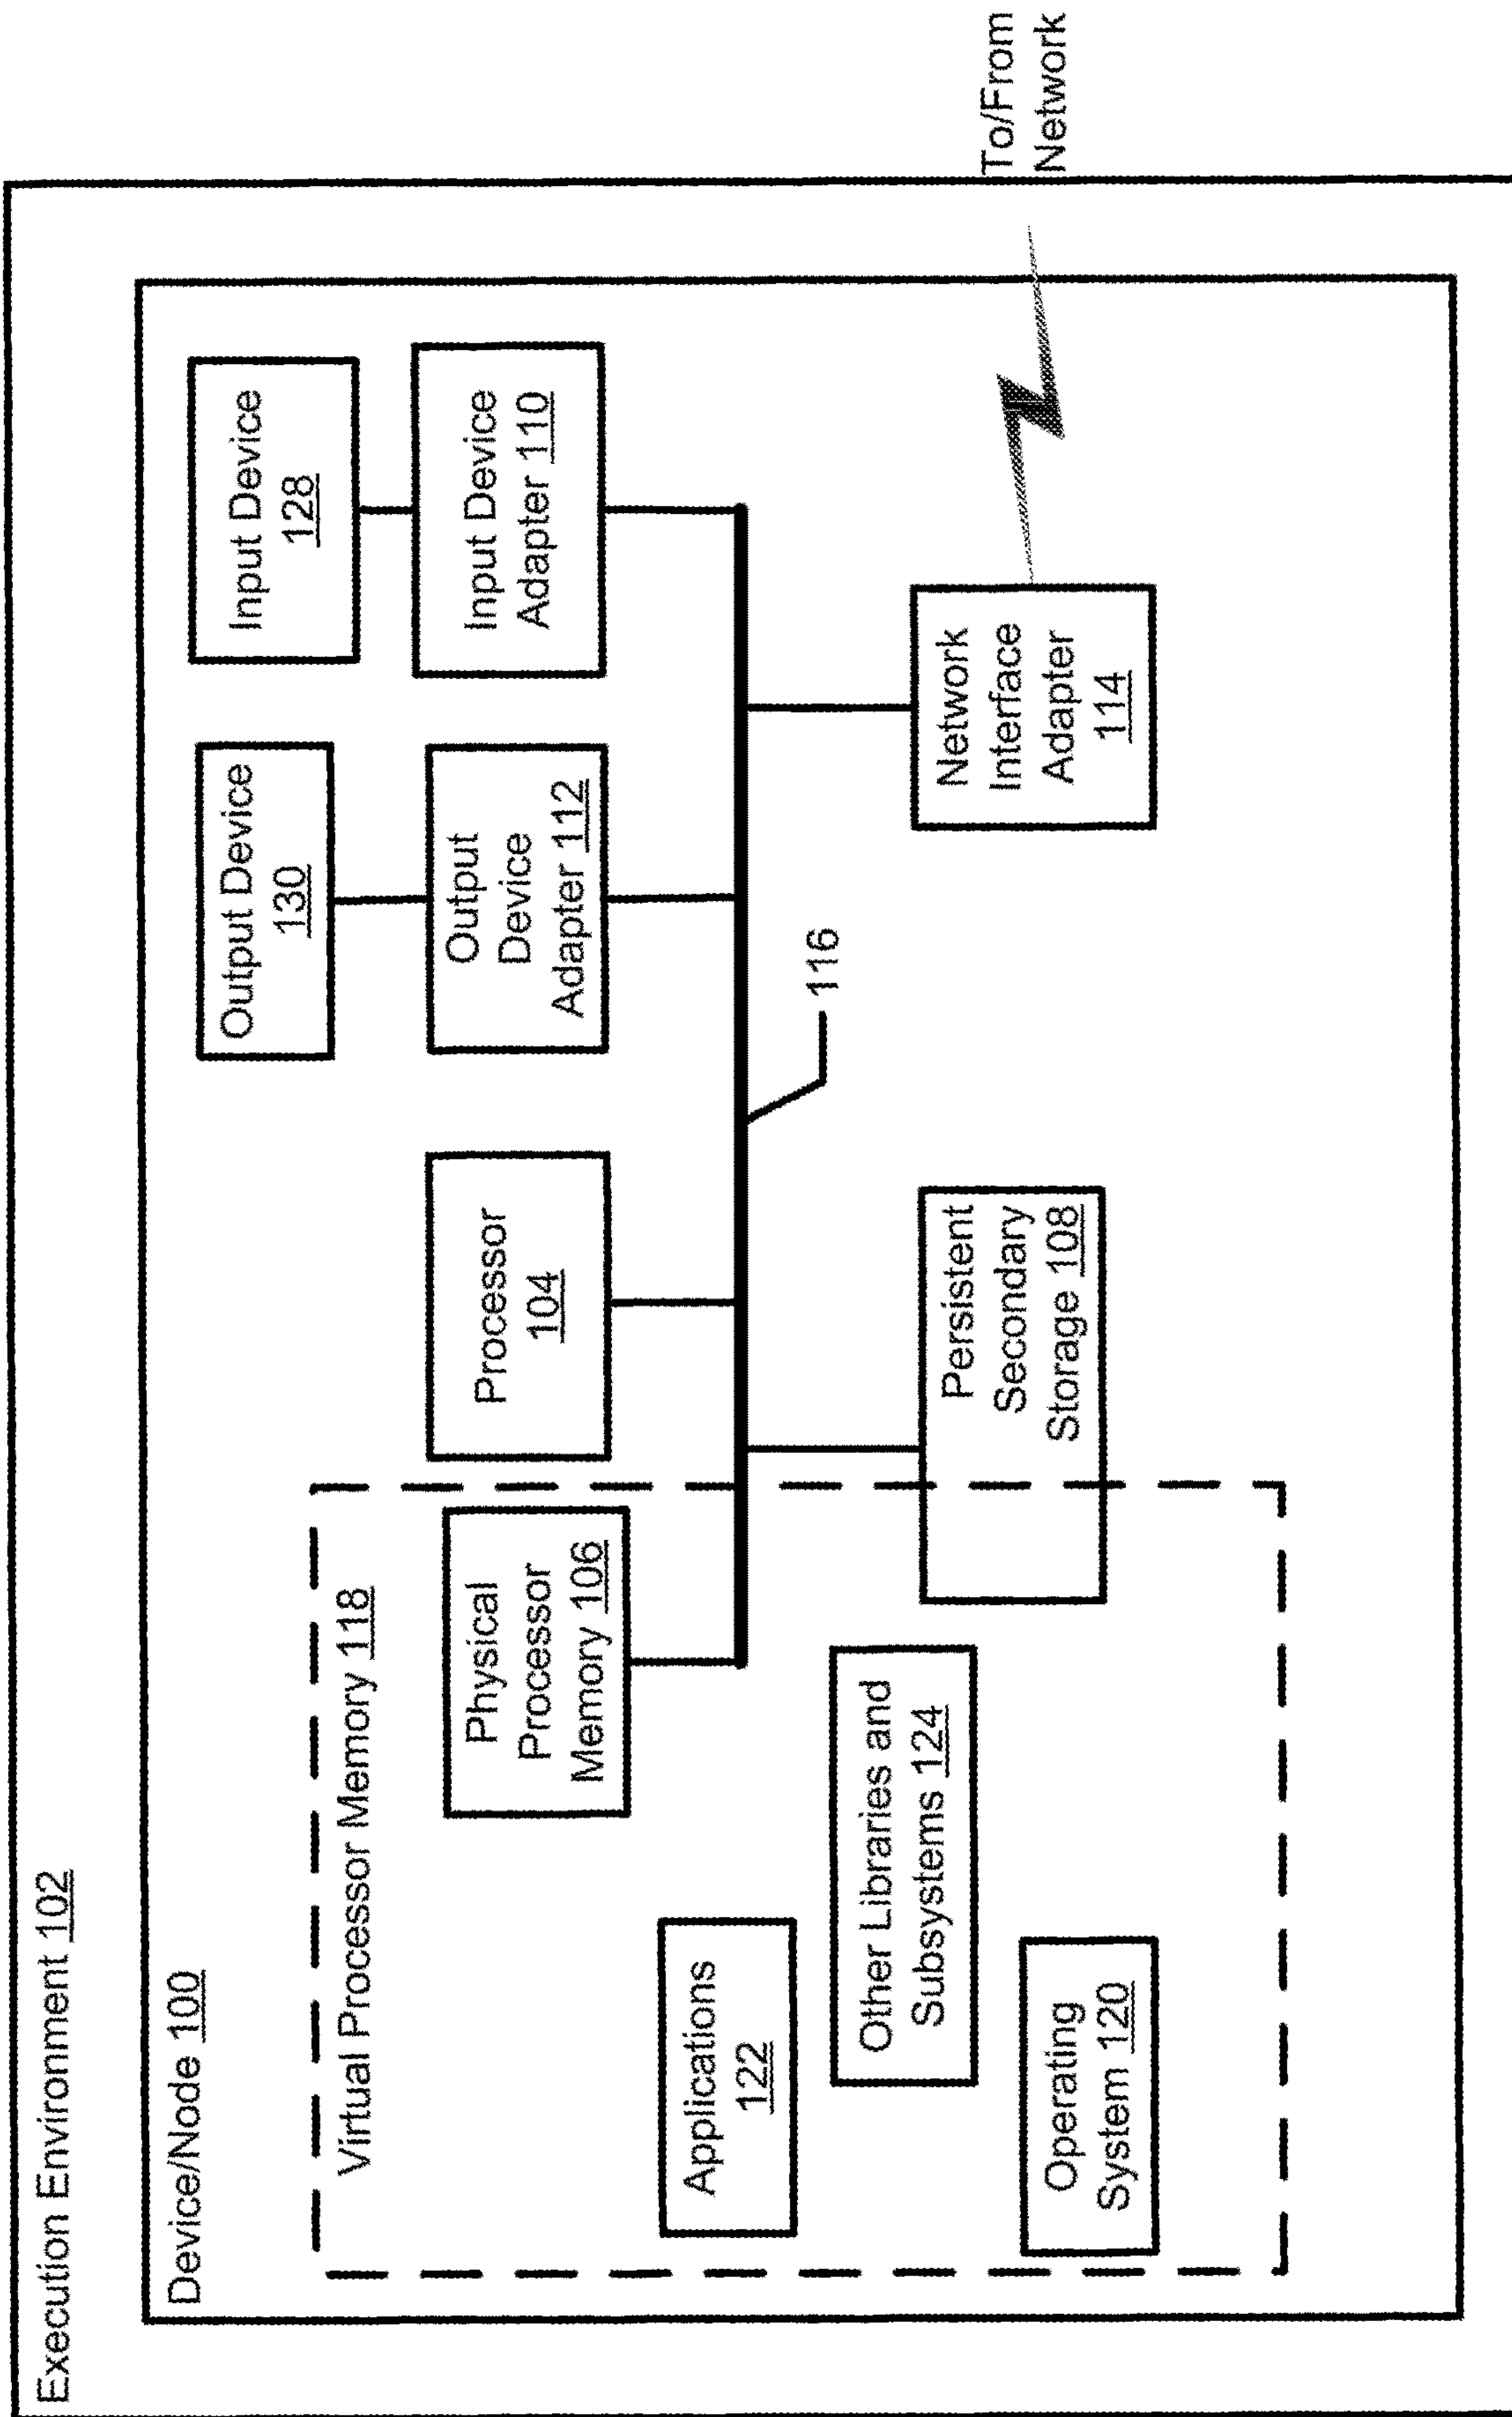 Execution Environment 102
Device/Node 100
Virtual Processor Memory 118
Physical
Processor
Memory 106
Processor
104
Output Device
130
Output
Device
Adapter 112
Input Device
128
Input Device
Adapter 110
116
Applications
122
Other Libraries and
Subsystems 124
Operating
System 120
Persistent
Secondary
Storage 108
Network
Interface
Adapter
114
To/From
Network